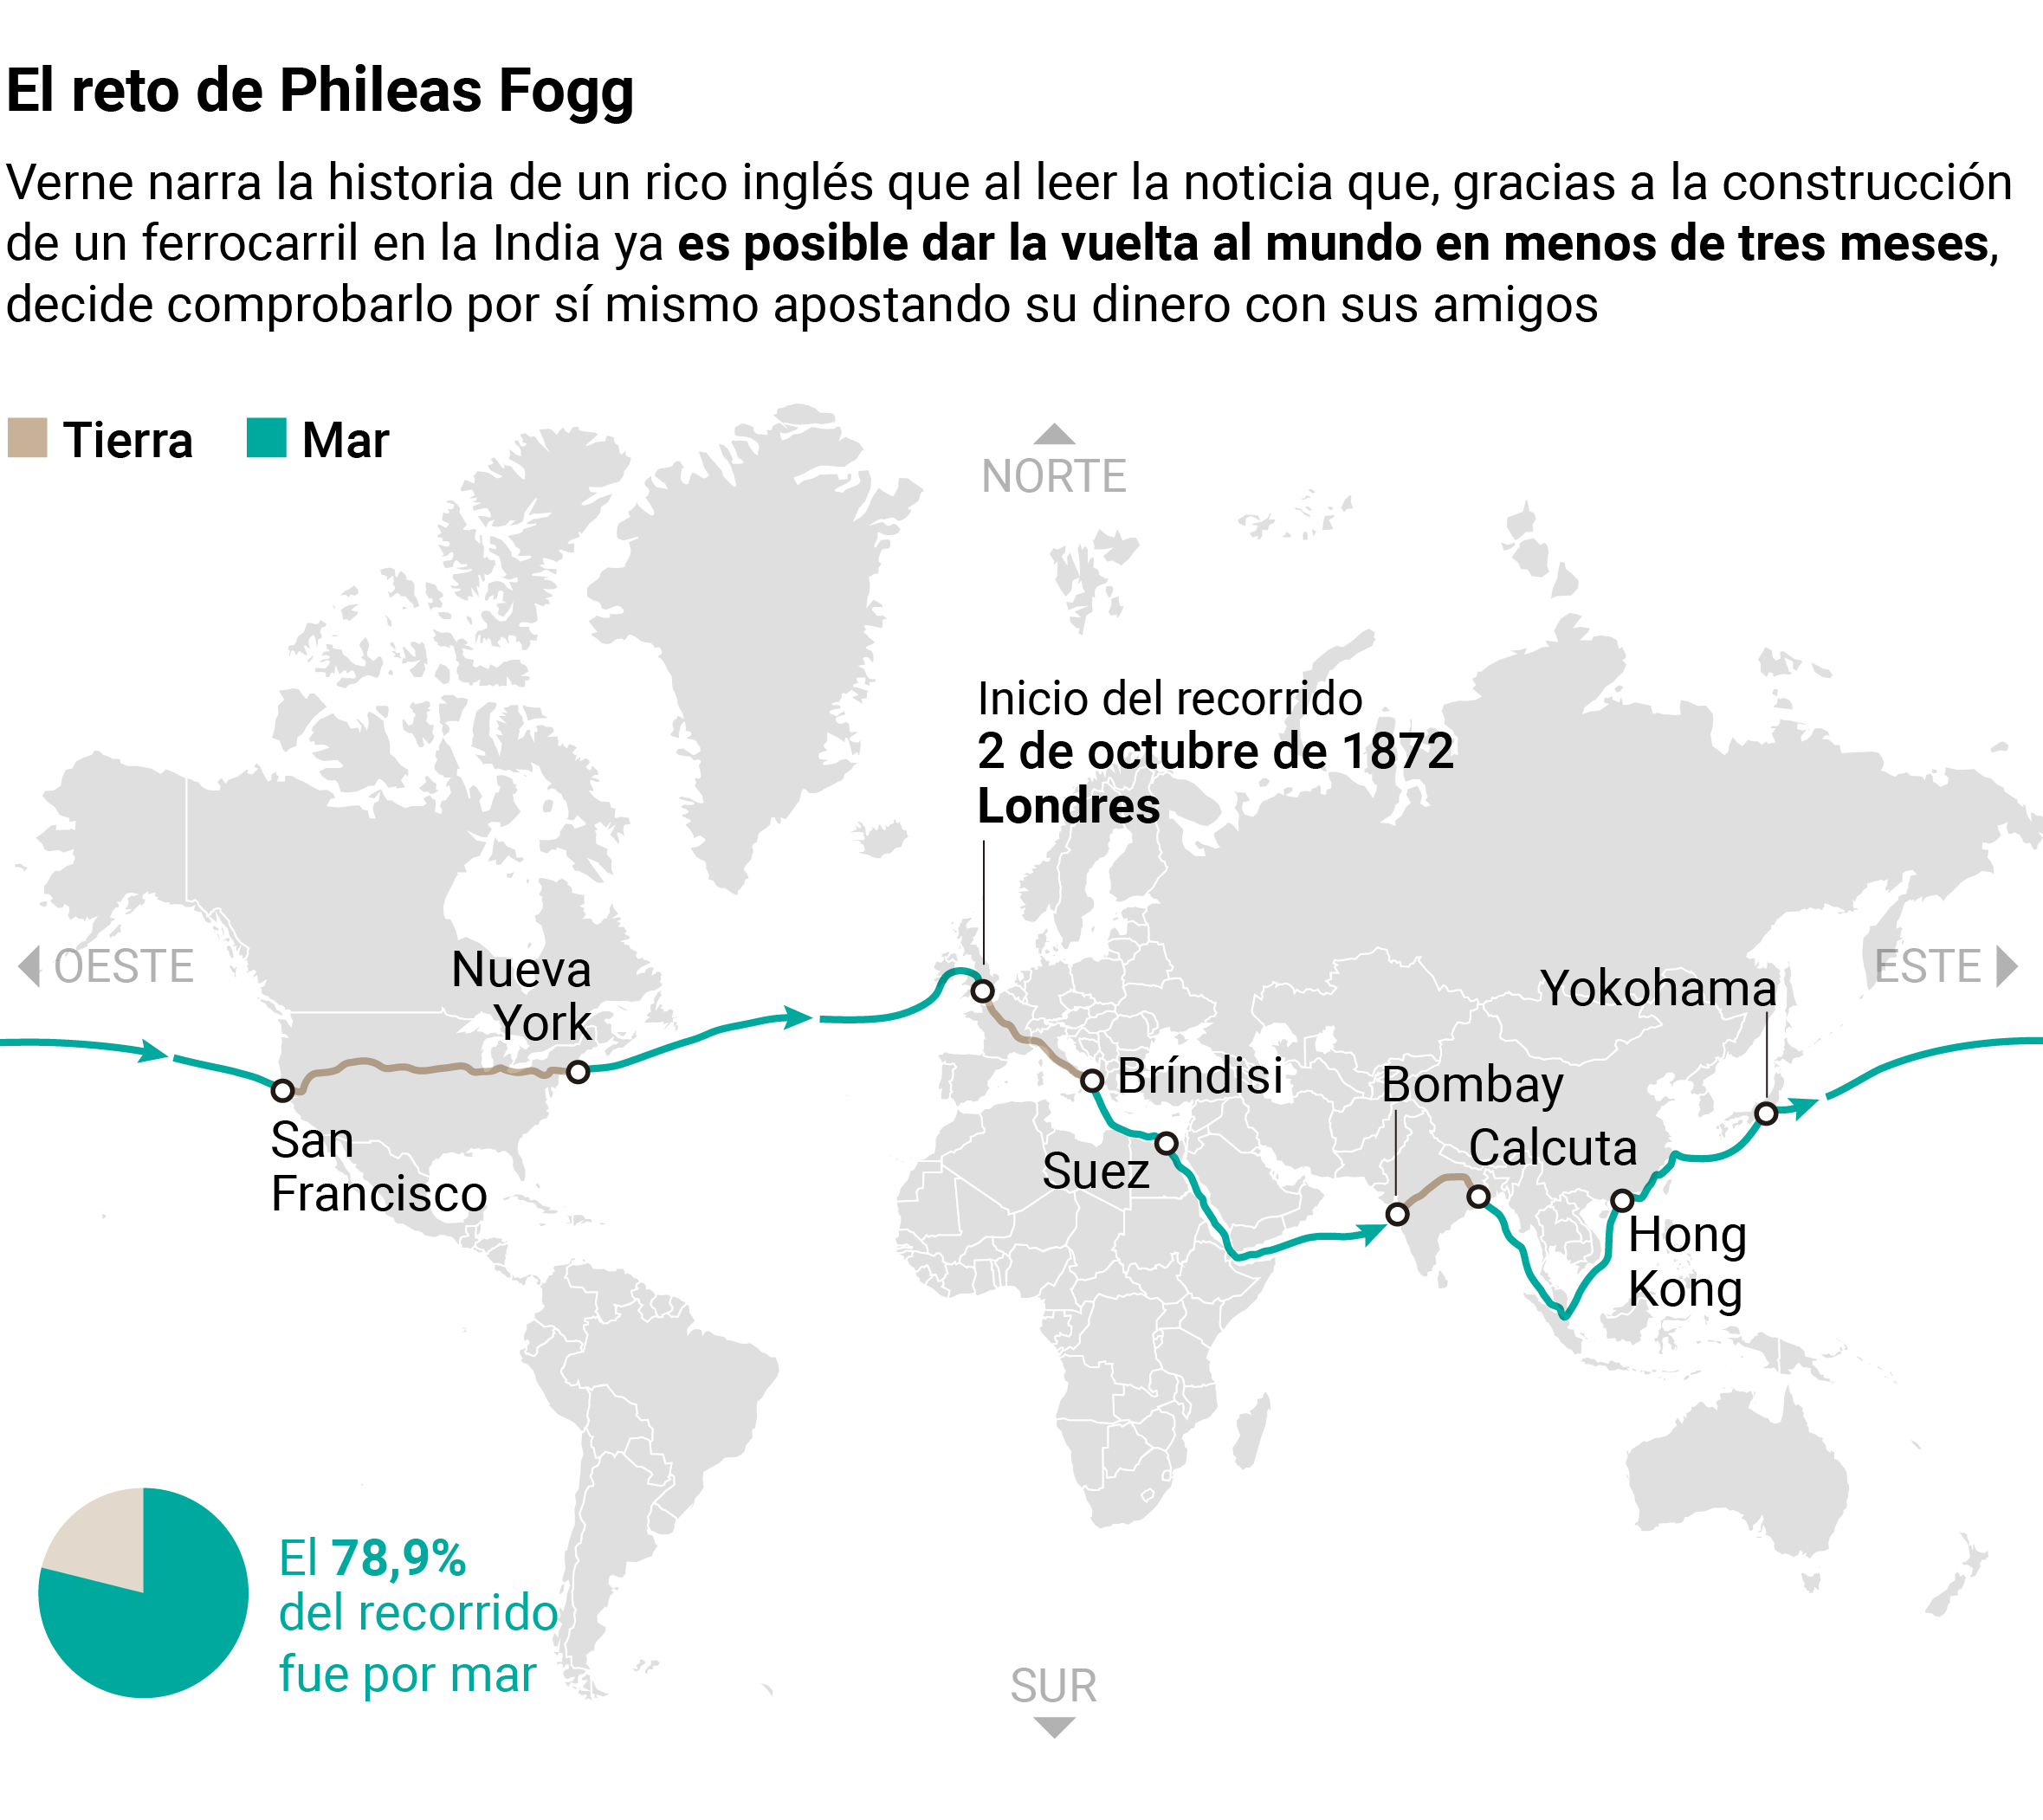 El reto de Phileas Fogg
Verne narra la historia de un rico inglés que al leer la noticia que, gracias a la construcción
de un ferrocarril en la India ya es posible dar la vuelta al mundo en menos de tres meses,
decide comprobarlo por sí mismo apostando su dinero con sus amigos
Tierra
Mar
NORTE
Inicio del recorrido
2 de octubre de 1872
Londres
OESTE
ESTE
Nueva
York
San
Francisco
Bríndisi
Suez
Bombay
Calcuta
Yokohama
Hong
Kong
El 78,9%
del recorrido
fue por mar
SUR